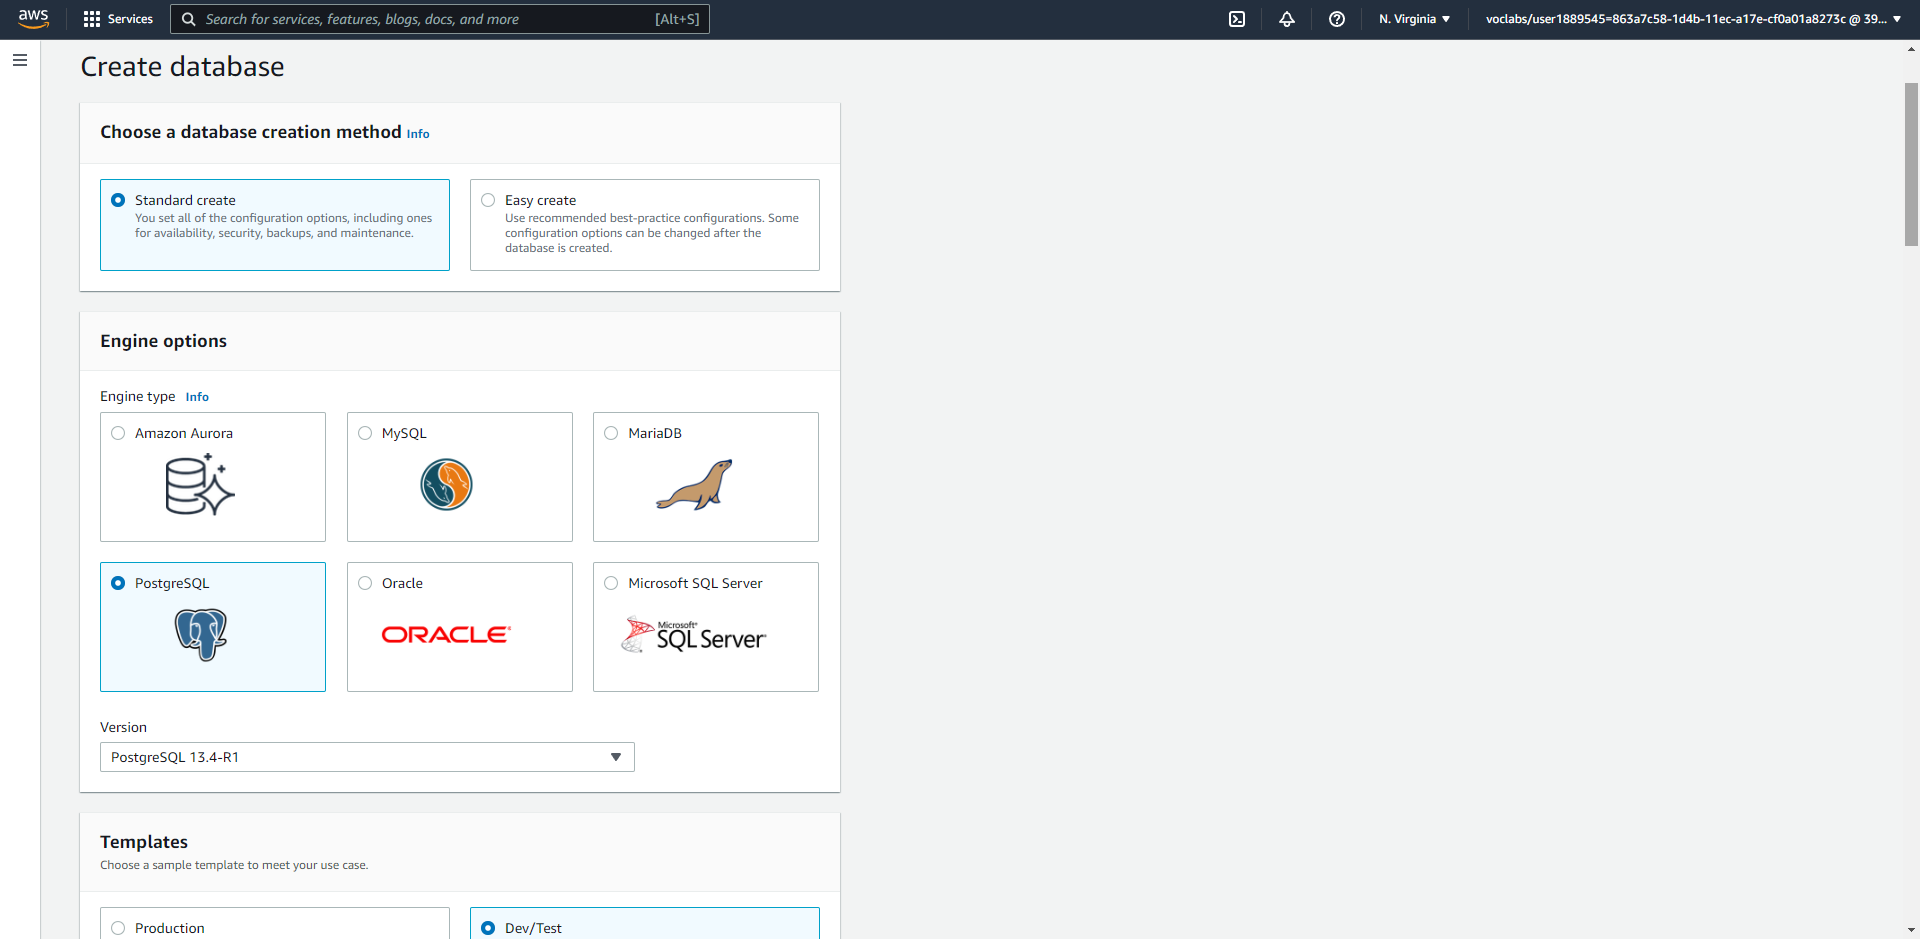 aws
Services
Search for services, features, blogs, docs, and more
[Alt+S]
N. Virginia
voclabs/user1889545=863a7c58-1d4b-11ec-a17e-cf0a01a8273c @ 39...
Create database
Choose a database creation method Info
Standard create
You set all of the configuration options, including ones
for availability, security, backups, and maintenance.
Easy create
Use recommended best-practice configurations. Some
configuration options can be changed after the
database is created.
Engine options
Engine type Info
Amazon Aurora
MySQL
MariaDB
PostgreSQL
Oracle
ORACLE
Microsoft SQL Server
Microsoft
SQL Server
Version
PostgreSQL 13.4-R1
Templates
Choose a sample template to meet your use case.
Production
Dev/Test